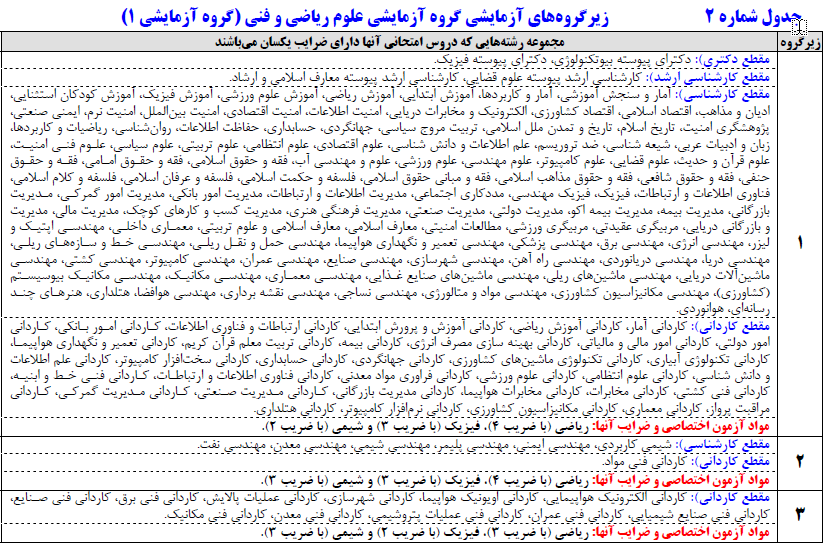 جدول شماره ۲ زیرگروه‌های آزمایشی گروه آزمایشی علوم ریاضی و فنی (گروه آزمایشی ۱)
زیرگروه مجموعه رشته‌هایی که دروس امتحانی آنها دارای ضرایب یکسان می‌باشند
مقطع دکتری): دکترای پیوسته بیوتکنولوژی، دکترای پیوسته فیزیک.
مقطع کارشناسی ارشد): کارشناسی ارشد پیوسته علوم قضایی، کارشناسی ارشد پیوسته معارف اسلامی و ارشاد.
مقطع کارشناسی): آمار و سنجش آموزشی، آمار و کاربردها، آموزش ابتدایی، آموزش ریاضی، آموزش علوم ورزشی، آموزش فیزیک، آموزش کودکان استثنایی،
ادیان و مذاهب، اقتصاد اسلامی، اقتصاد کشاورزی، الکترونیک و مخابرات دریایی، امنیت اطلاعات، امنیت اقتصادی، امنیت بین‌الملل، امنیت نرم، ایمنی صنعتی،
پژوهشگری امنیت، تاریخ اسلام، تاریخ و تمدن ملل اسلامی، تربیت مروج سیاسی، جهانگردی، حسابداری، حفاظت اطلاعات، روان‌شناسی، ریاضیات و کاربردها،
زبان و ادبیات عربی، شیعه شناسی، ضد تروریسم، علم اطلاعات و دانش شناسی، علوم اقتصادی، علوم انتظامی، علوم تربیتی، علوم سیاسی، علوم فنی امنیت،
علوم قرآن و حدیث، علوم قضایی، علوم کامپیوتر، علوم مهندسی، علوم ورزشی، علوم و مهندسی آب، فقه و حقوق اسلامی، فقه و حقوق امامی، فقه و حقوق
حنفی، فقه و حقوق شافعی، فقه و حقوق مذاهب اسلامی، فقه و مبانی حقوق اسلامی، فلسفه و حکمت اسلامی، فلسفه و عرفان اسلامی، فلسفه و کلام اسلامی،
فناوری اطلاعات و ارتباطات، فیزیک، فیزیک مهندسی، مددکاری اجتماعی، مدیریت اطلاعات و ارتباطات، مدیریت امور بانکی، مدیریت امور گمرکی، مدیریت
بازرگانی، مدیریت بیمه، مدیریت بیمه اکو، مدیریت دولتی، مدیریت صنعتی، مدیریت فرهنگی هنری، مدیریت کسب و کارهای کوچک، مدیریت مالی، مدیریت
و بازرگانی دریایی، مربیگری عقیدتی، مربیگری ورزشی، مطالعات امنیتی، معارف اسلامی، معارف اسلامی و علوم تربیتی، معماری داخلی، مهندسی اپتیک و
لیزر، مهندسی انرژی، مهندسی برق، مهندسی پزشکی، مهندسی تعمیر و نگهداری هواپیما، مهندسی حمل و نقل ریلی، مهندسی خط و سازه‌های ریلی،
مهندسی دریا، مهندسی دریانوردی، مهندسی راه آهن، مهندسی شهرسازی، مهندسی صنایع، مهندسی عمران، مهندسی کامپیوتر، مهندسی کشتی، مهندسی
ماشین‌آلات دریایی، مهندسی ماشین‌های ریلی، مهندسی ماشین‌های صنایع غذایی، مهندسی معماری، مهندسی مکانیک، مهندسی مکانیک بیوسیستم
(کشاورزی)، مهندسی مکانیزاسیون کشاورزی، مهندسی مواد و متالورژی، مهندسی نساجی، مهندسی نقشه برداری، مهندسی هوافضا، هتلداری، هنرهای چند
رسانه‌ای، هوانوردی.
۱
مقطع کاردانی): کاردانی آمار، کاردانی آموزش ریاضی، کاردانی آموزش و پرورش ابتدایی، کاردانی ارتباطات و فناوری اطلاعات، کاردانی امور بانکی، کاردانی
امور دولتی، کاردانی امور مالی و مالیاتی، کاردانی بهینه سازی مصرف انرژی، کاردانی بیمه، کاردانی تربیت معلم قرآن کریم، کاردانی تعمیر و نگهداری هواپیما،
کاردانی تکنولوژی آبیاری، کاردانی تکنولوژی ماشین‌های کشاورزی، کاردانی جهانگردی، کاردانی حسابداری، کاردانی سخت‌افزار کامپیوتر، کاردانی علم اطلاعات
و دانش شناسی، کاردانی علوم انتظامی، کاردانی علوم ورزشی، کاردانی فراوری مواد معدنی، کاردانی فناوری اطلاعات و ارتباطات، کاردانی فنی خط و ابنیه،
کاردانی فنی کشتی، کاردانی مخابرات، کاردانی مخابرات هواپیما، کاردانی مدیریت بازرگانی، کاردانی مدیریت صنعتی، کاردانی مدیریت گمرکی، کاردانی
مراقبت پرواز، کاردانی معماری، کاردانی مکانیزاسیون کشاورزی، کاردانی نرم‌افزار کامپیوتر، کاردانی هتلداری.
مواد آزمون اختصاصی و ضرایب آنها: ریاضی (با ضریب ۴)، فیزیک (با ضریب ۳) و شیمی (با ضریب ۲).
مقطع کارشناسی): شیمی کاربردی، مهندسی ایمنی، مهندسی پلیمر، مهندسی شیمی، مهندسی معدن، مهندسی نفت.
۲ مقطع کاردانی): کاردانی فنی مواد.
مواد آزمون اختصاصی و ضرایب آنها: ریاضی (با ضریب ۴)، فیزیک (با ضریب ۳) و شیمی (با ضریب ۳).
مقطع کاردانی): کاردانی الکترونیک هواپیمایی، کاردانی اویونیک هواپیما، کاردانی شهرسازی، کاردانی عملیات پالایش، کاردانی فنی برق، کاردانی فنی صنایع،
۳ کاردانی فنی صنایع شیمیایی، کاردانی فنی عمران، کاردانی فنی عملیات پتروشیمی، کاردانی فنی معدن، کاردانی فنی مکانیک.
مواد آزمون اختصاصی و ضرایب آنها: ریاضی (با ضریب ۳)، فیزیک (با ضریب ۲) و شیمی (با ضریب ۳).